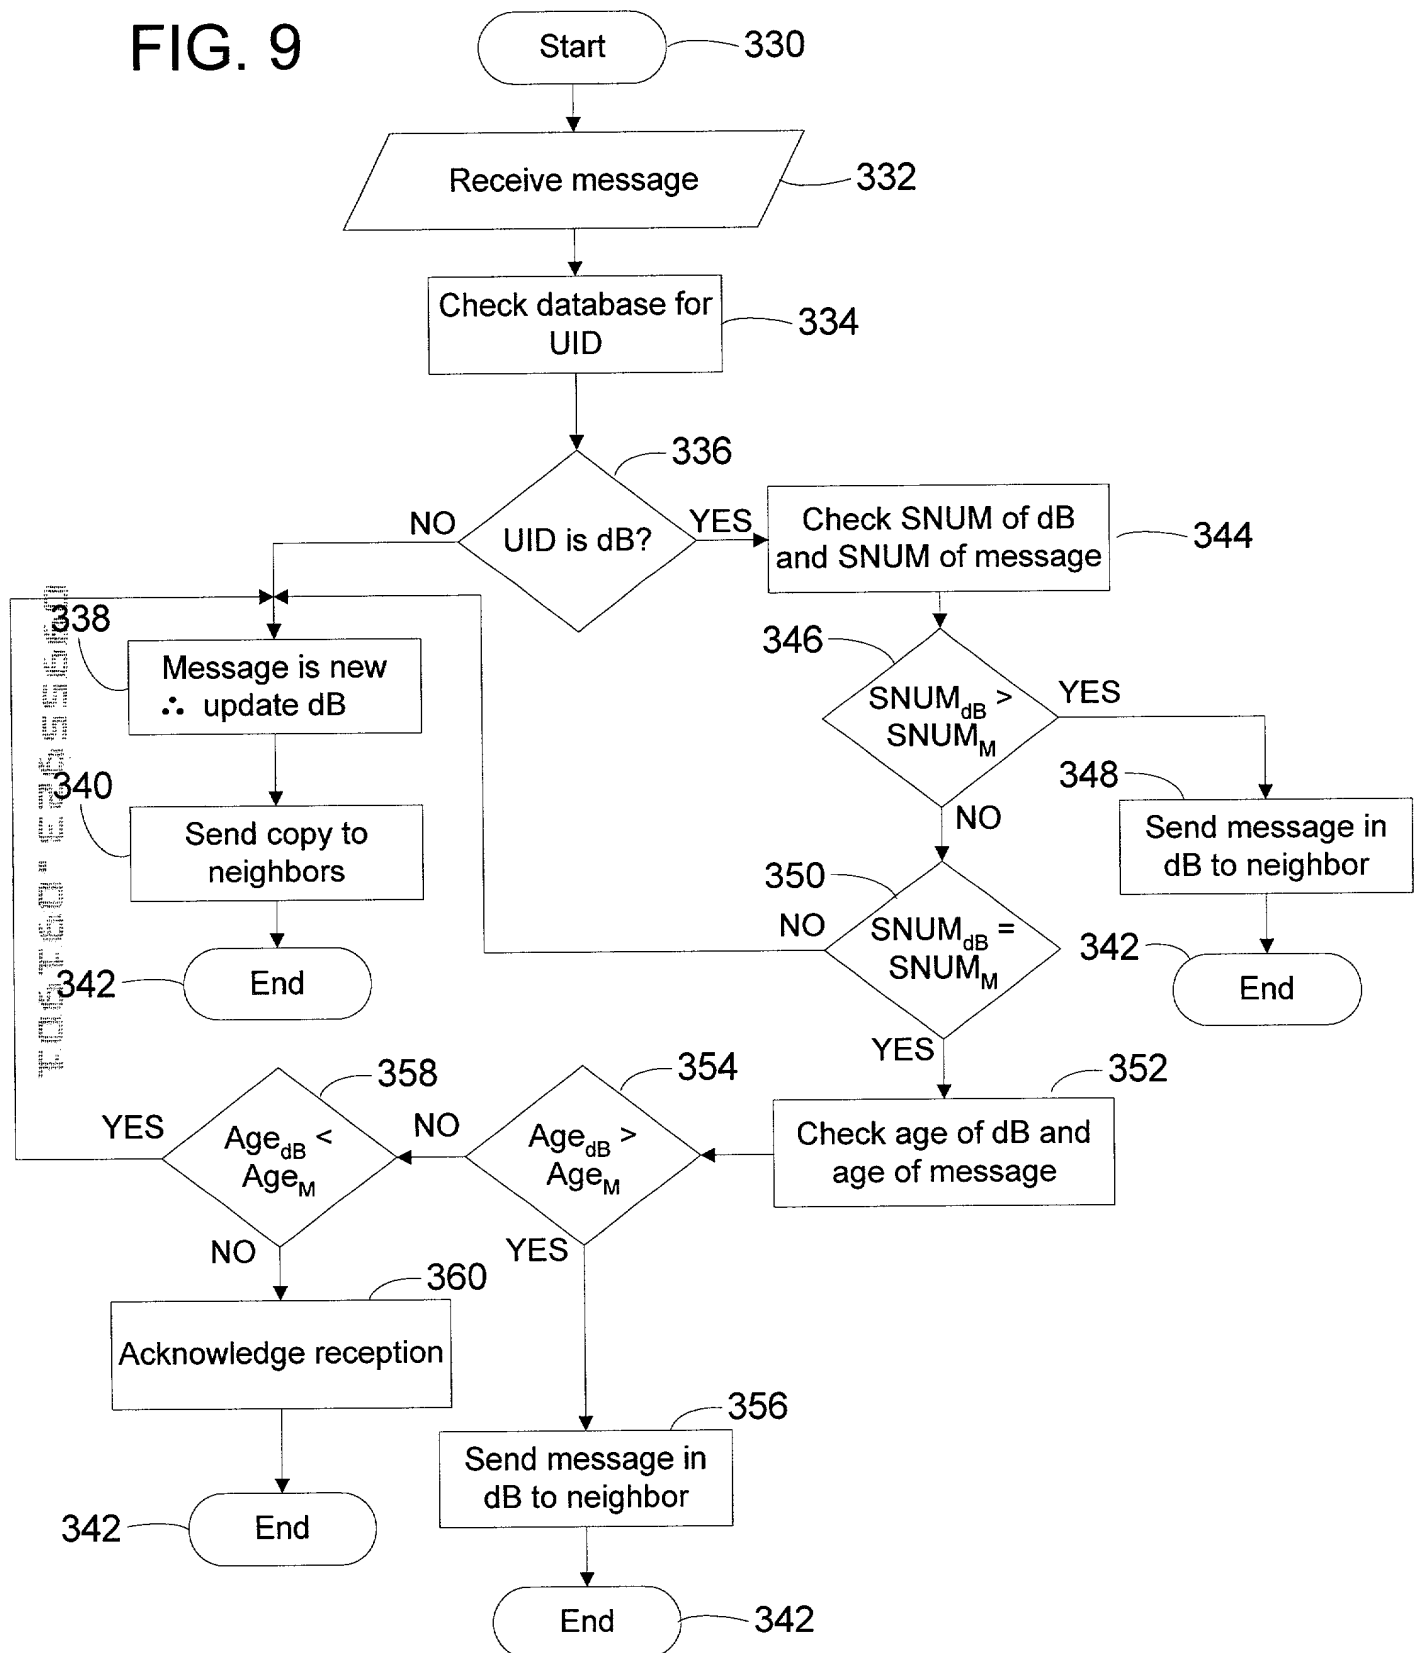 FIG. 9
Start
330
Receive message
332
Check database for
UID
334
336
UID is dB?
NO
YES
Check SNUM of dB
and SNUM of message
344
338
Message is new
∴ update dB
346
SNUMdB >
SNUMM
YES
NO
340
Send copy to
neighbors
348
Send message in
dB to neighbor
350
SNUMdB =
SNUMM
NO
YES
342
End
342
End
358
AgedB <
AgeM
YES
NO
354
AgedB >
AgeM
NO
YES
352
Check age of dB and
age of message
360
Acknowledge reception
356
Send message in
dB to neighbor
342
End
End
342